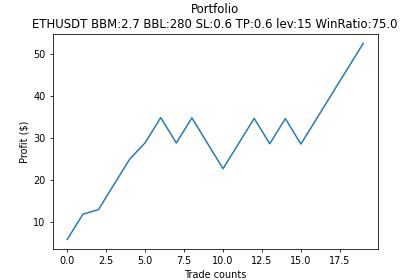 Portfolio
ETHUSDT BBM:2.7 BBL:280 SL:0.6 TP:0.6 lev:15 WinRatio:75.0
50
40
30
20
10
Profit ($)
0.0 2.5 5.0 7.5 10.0 12.5 15.0 17.5
Trade counts